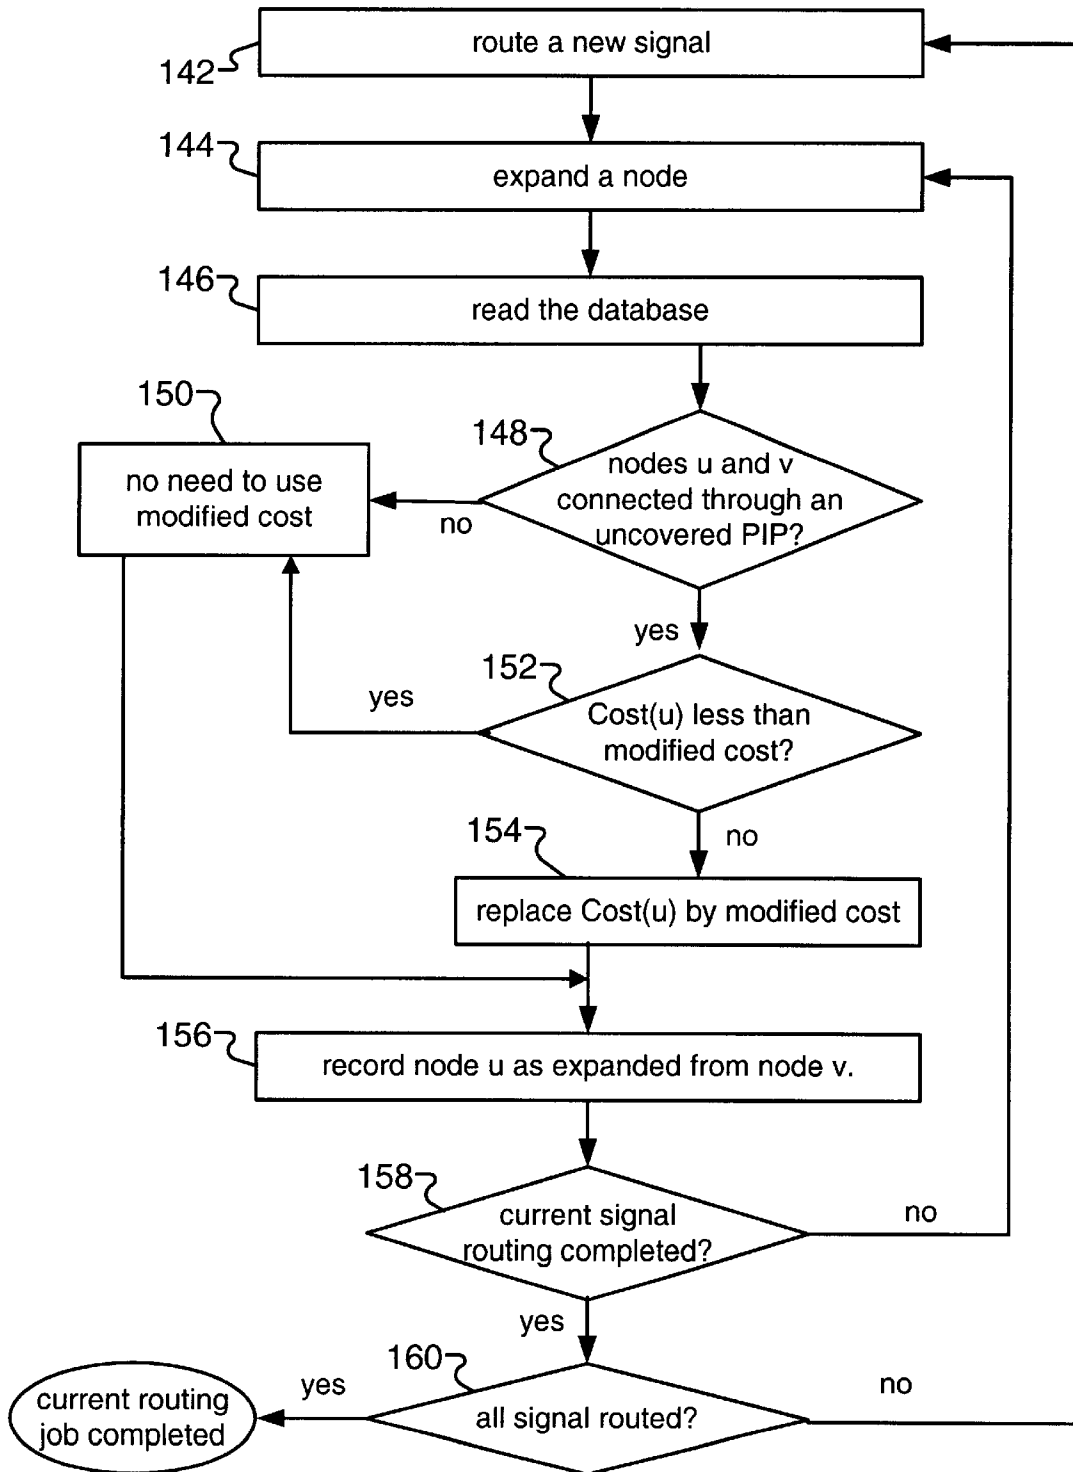 route a new signal
142
144
expand a node
146
read the database
150
148
no need to use
modified cost
nodes u and v
connected through an
uncovered PIP?
no
yes
152
yes
Cost(u) less than
modified cost?
154
no
replace Cost(u) by modified cost
156
record node u as expanded from node v.
158
current signal
routing completed?
no
yes
160
yes
no
current routing
job completed
all signal routed?